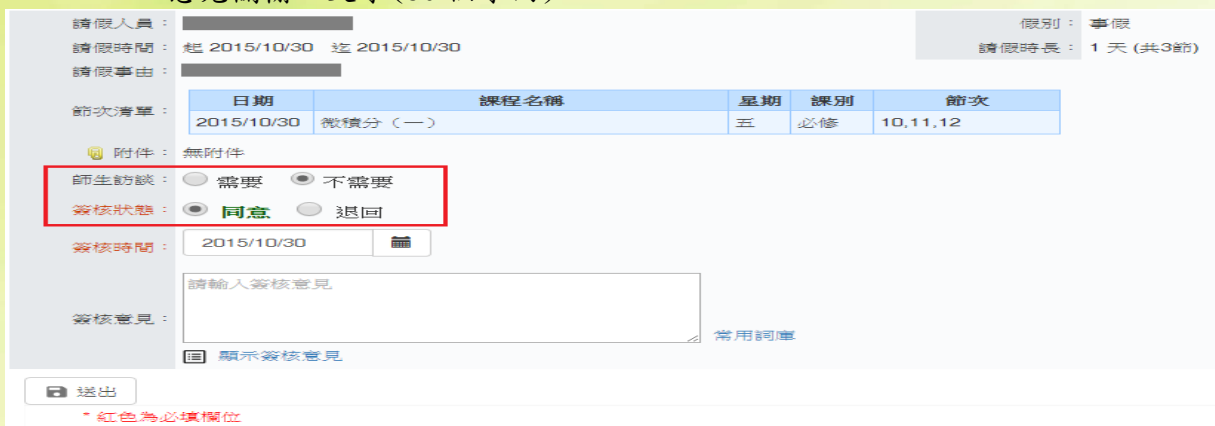 請假人員： 假別： 事假
請假時間： 起 2015/10/30 迄 2015/10/30 請假時長： 1 天 (共3節)
請假事由：
節次清單：
日期 課程名稱 星期 課別 節次
2015/10/30 微積分（一） 五 必修 10,11,12
附件： 無附件
師生訪談： 需要 不需要
簽核狀態： 同意 退回
簽核時間： 2015/10/30
簽核意見：
請輸入簽核意見
常用詞庫
顯示簽核意見
送出
* 紅色為必填欄位